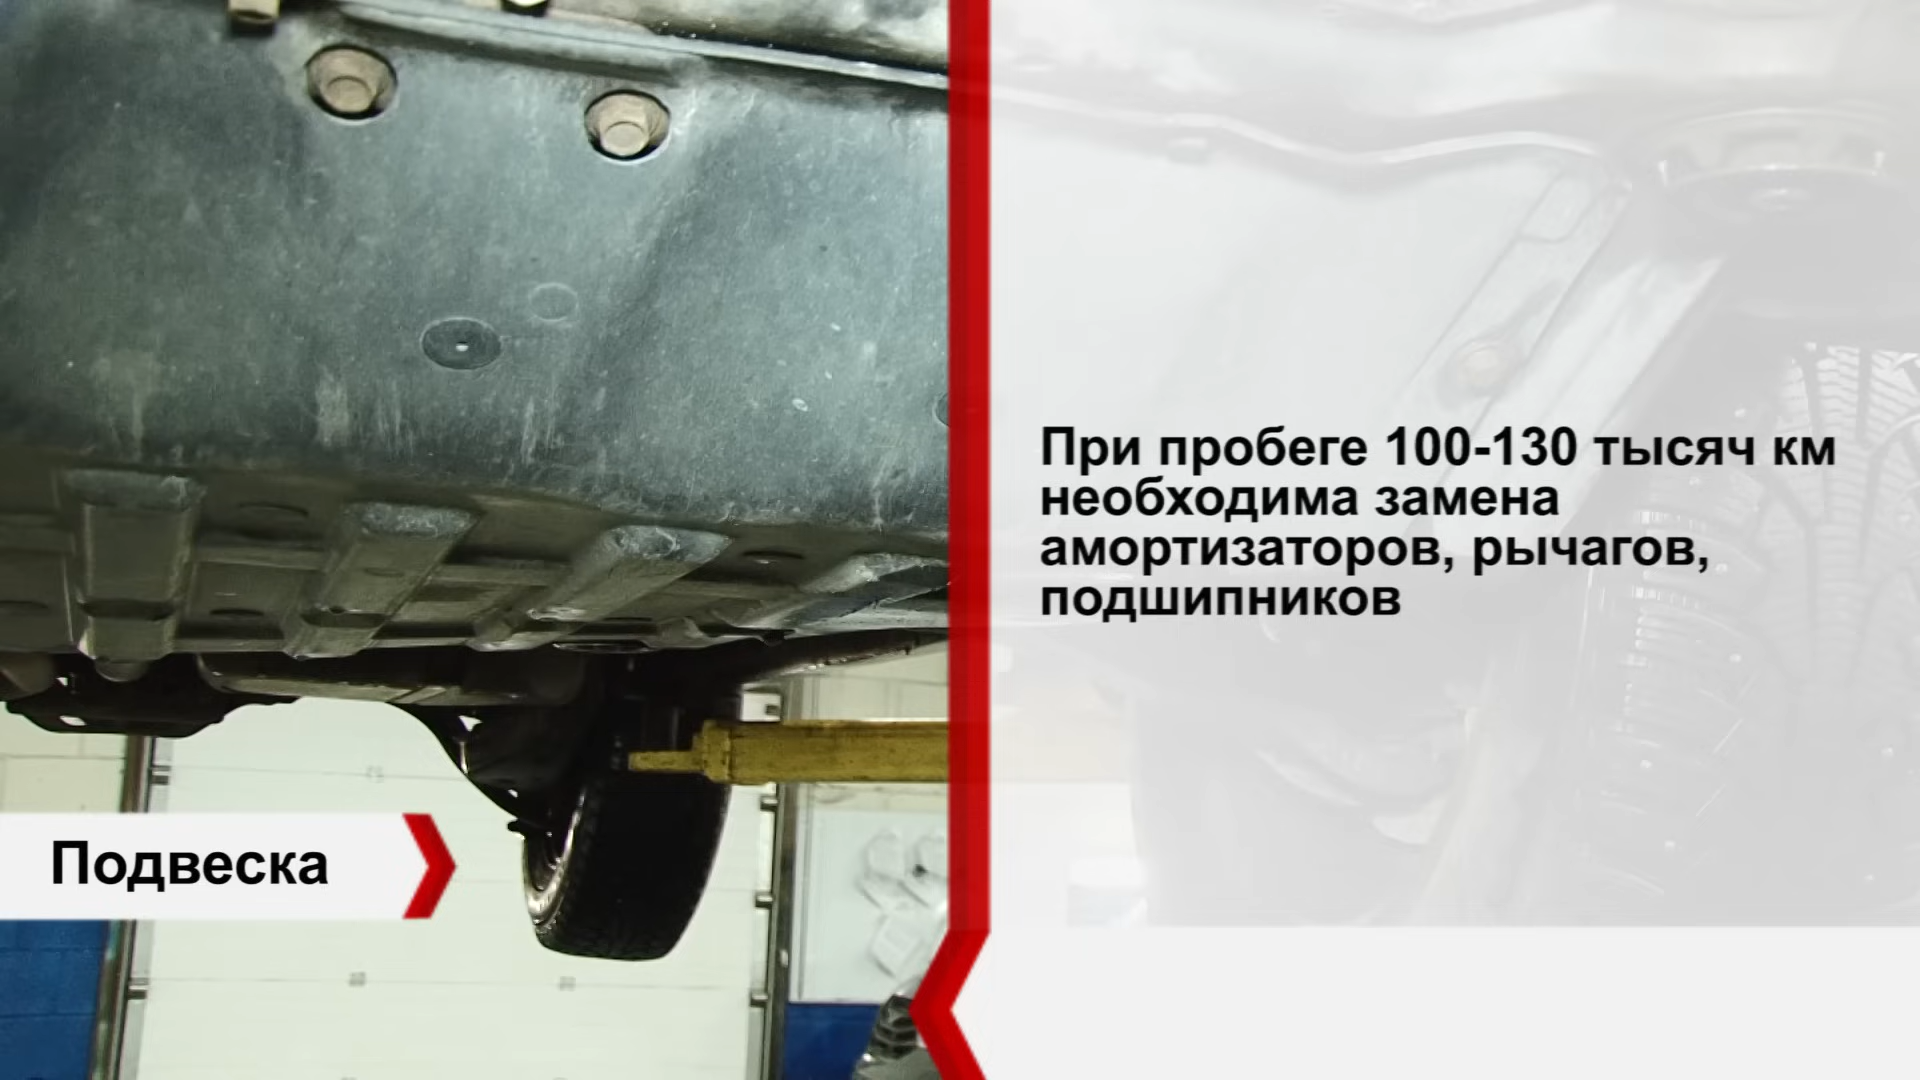 При пробеге 100-130 тысяч км
необходима замена
амортизаторов, рычагов,
подшипников
Подвеска